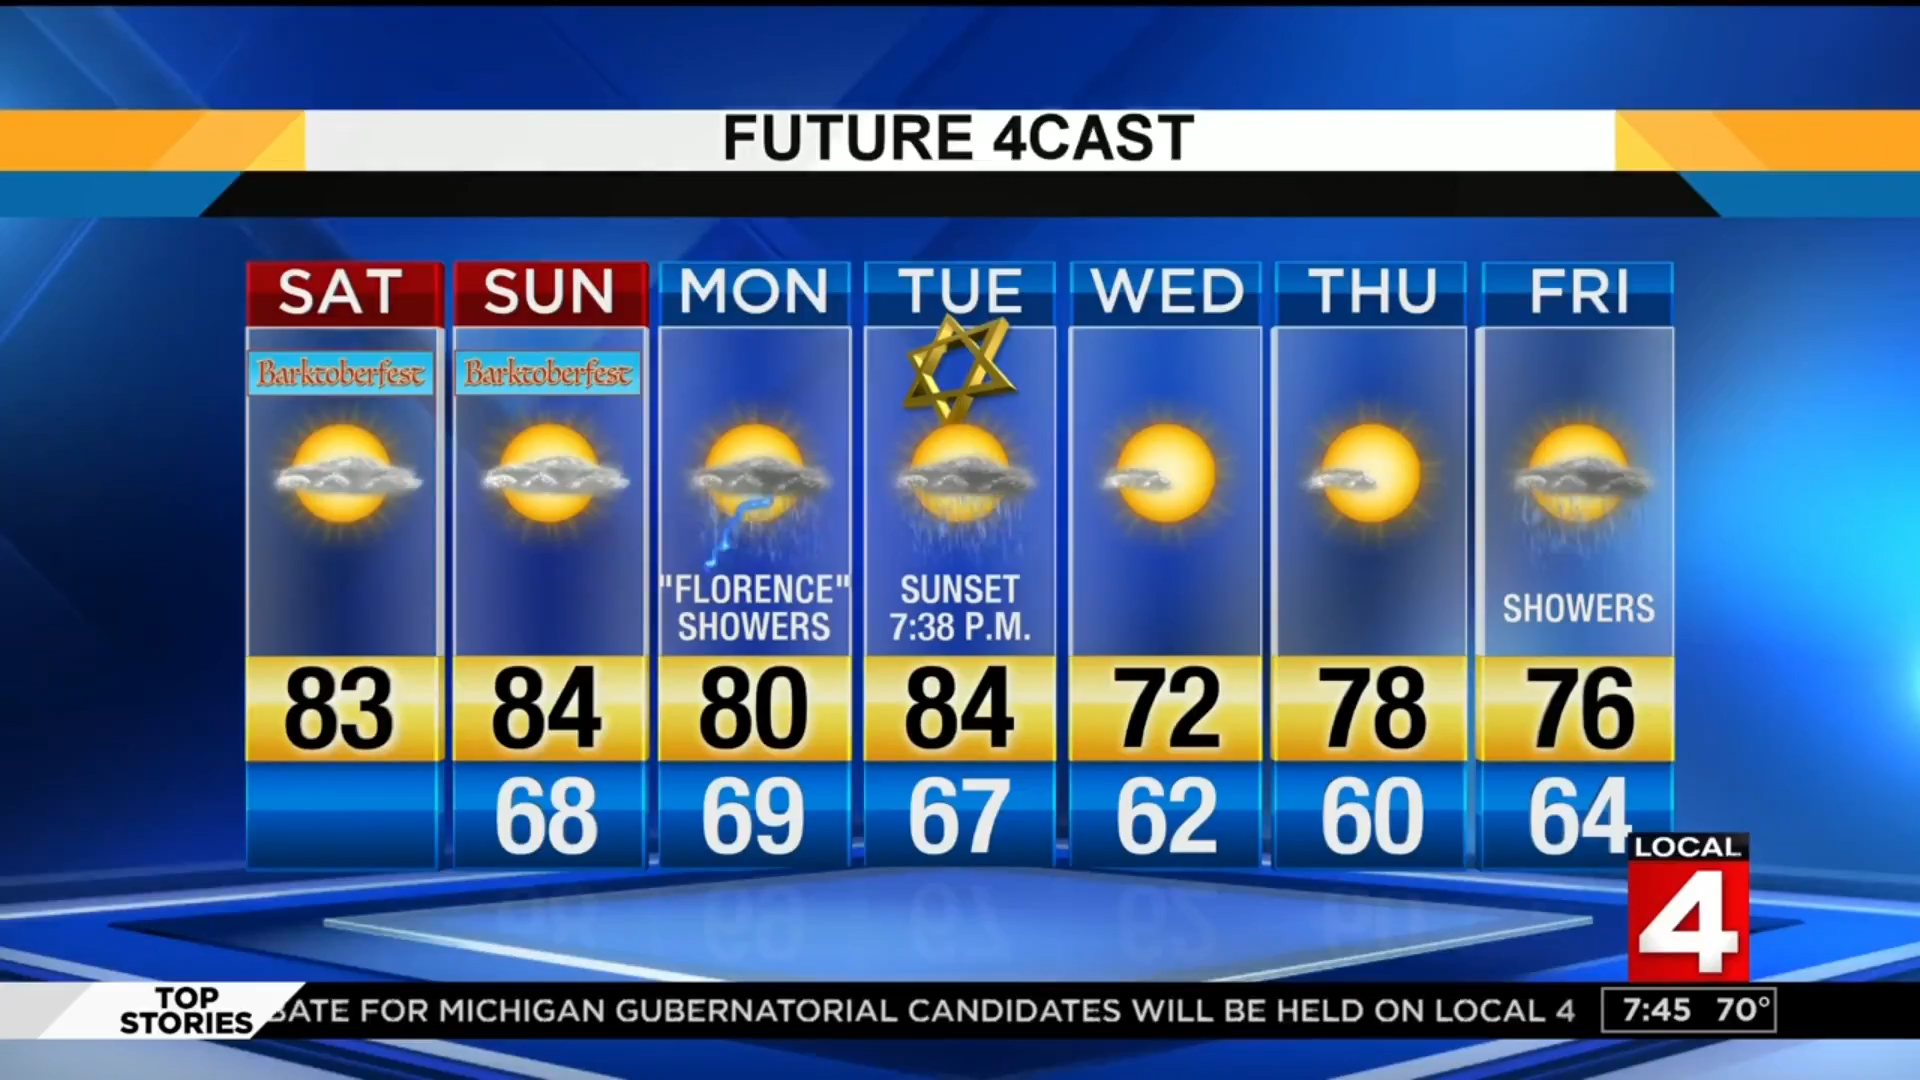 FUTURE 4CAST
SAT SUN MON TUE WED THU FRI
Barktoberfest Barktoberfest
"FLORENCE" SHOWERS
SUNSET 7:38 P.M.
SHOWERS
83 84 80 84 72 78 76
68 69 67 62 60 64
LOCAL
4
TOP STORIES
BATE FOR MICHIGAN GUBERNATORIAL CANDIDATES WILL BE HELD ON LOCAL 4
7:45 70°